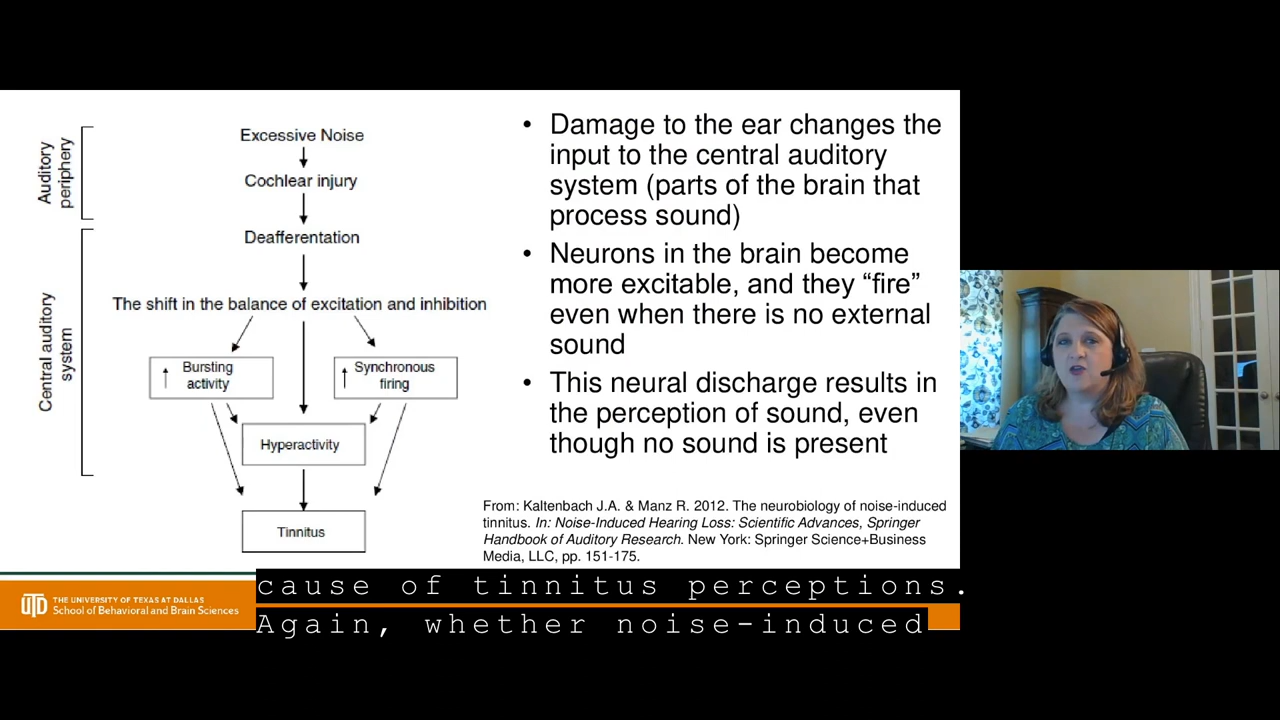 Auditory
periphery
Excessive Noise
Cochlear injury
Central auditory
system
Deafferentation
The shift in the balance of excitation and inhibition
Bursting
activity
Synchronous
firing
Hyperactivity
Tinnitus
• Damage to the ear changes the
input to the central auditory
system (parts of the brain that
process sound)
• Neurons in the brain become
more excitable, and they “fire”
even when there is no external
sound
• This neural discharge results in
the perception of sound, even
though no sound is present
From: Kaltenbach J.A. & Manz R. 2012. The neurobiology of noise-induced
tinnitus. In: Noise-Induced Hearing Loss: Scientific Advances, Springer
Handbook of Auditory Research. New York: Springer Science+Business
Media, LLC, pp. 151-175.
UTD
THE UNIVERSITY OF TEXAS AT DALLAS
School of Behavioral and Brain Sciences
cause of tinnitus perceptions.
Again, whether noise-induced